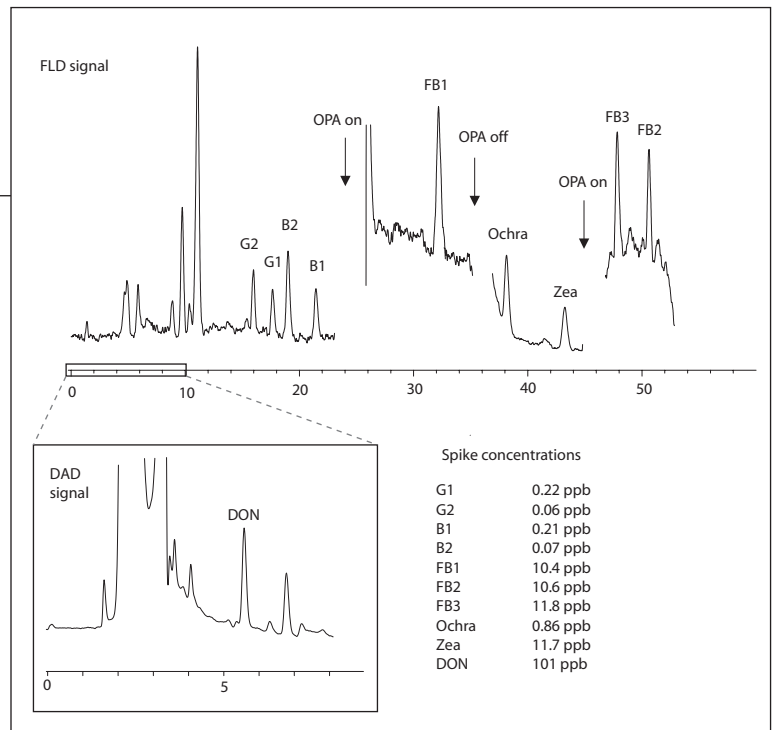 FLD signal
OPA on
FB1
OPA off
FB3
FB2
OPA on
G2
G1
B2
B1
Ochra
Zea
0 10 20 30 40 50
DAD
signal
DON
0 5
Spike concentrations
G1 0.22 ppb
G2 0.06 ppb
B1 0.21 ppb
B2 0.07 ppb
FB1 10.4 ppb
FB2 10.6 ppb
FB3 11.8 ppb
Ochra 0.86 ppb
Zea 11.7 ppb
DON 101 ppb